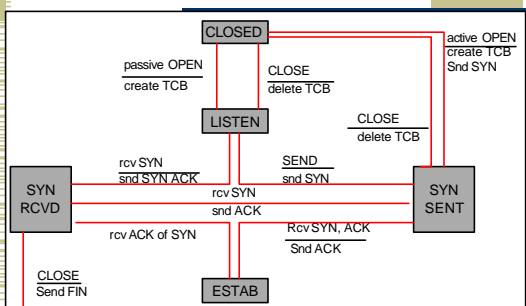 CLOSED
passive OPEN
create TCB
CLOSE
delete TCB
active OPEN
create TCB
Snd SYN
LISTEN
CLOSE
delete TCB
rcv SYN
snd SYN ACK
SEND
snd SYN
SYN
RCVD
rcv SYN
snd ACK
SYN
SENT
rcv ACK of SYN
Rcv SYN, ACK
Snd ACK
CLOSE
Send FIN
ESTAB